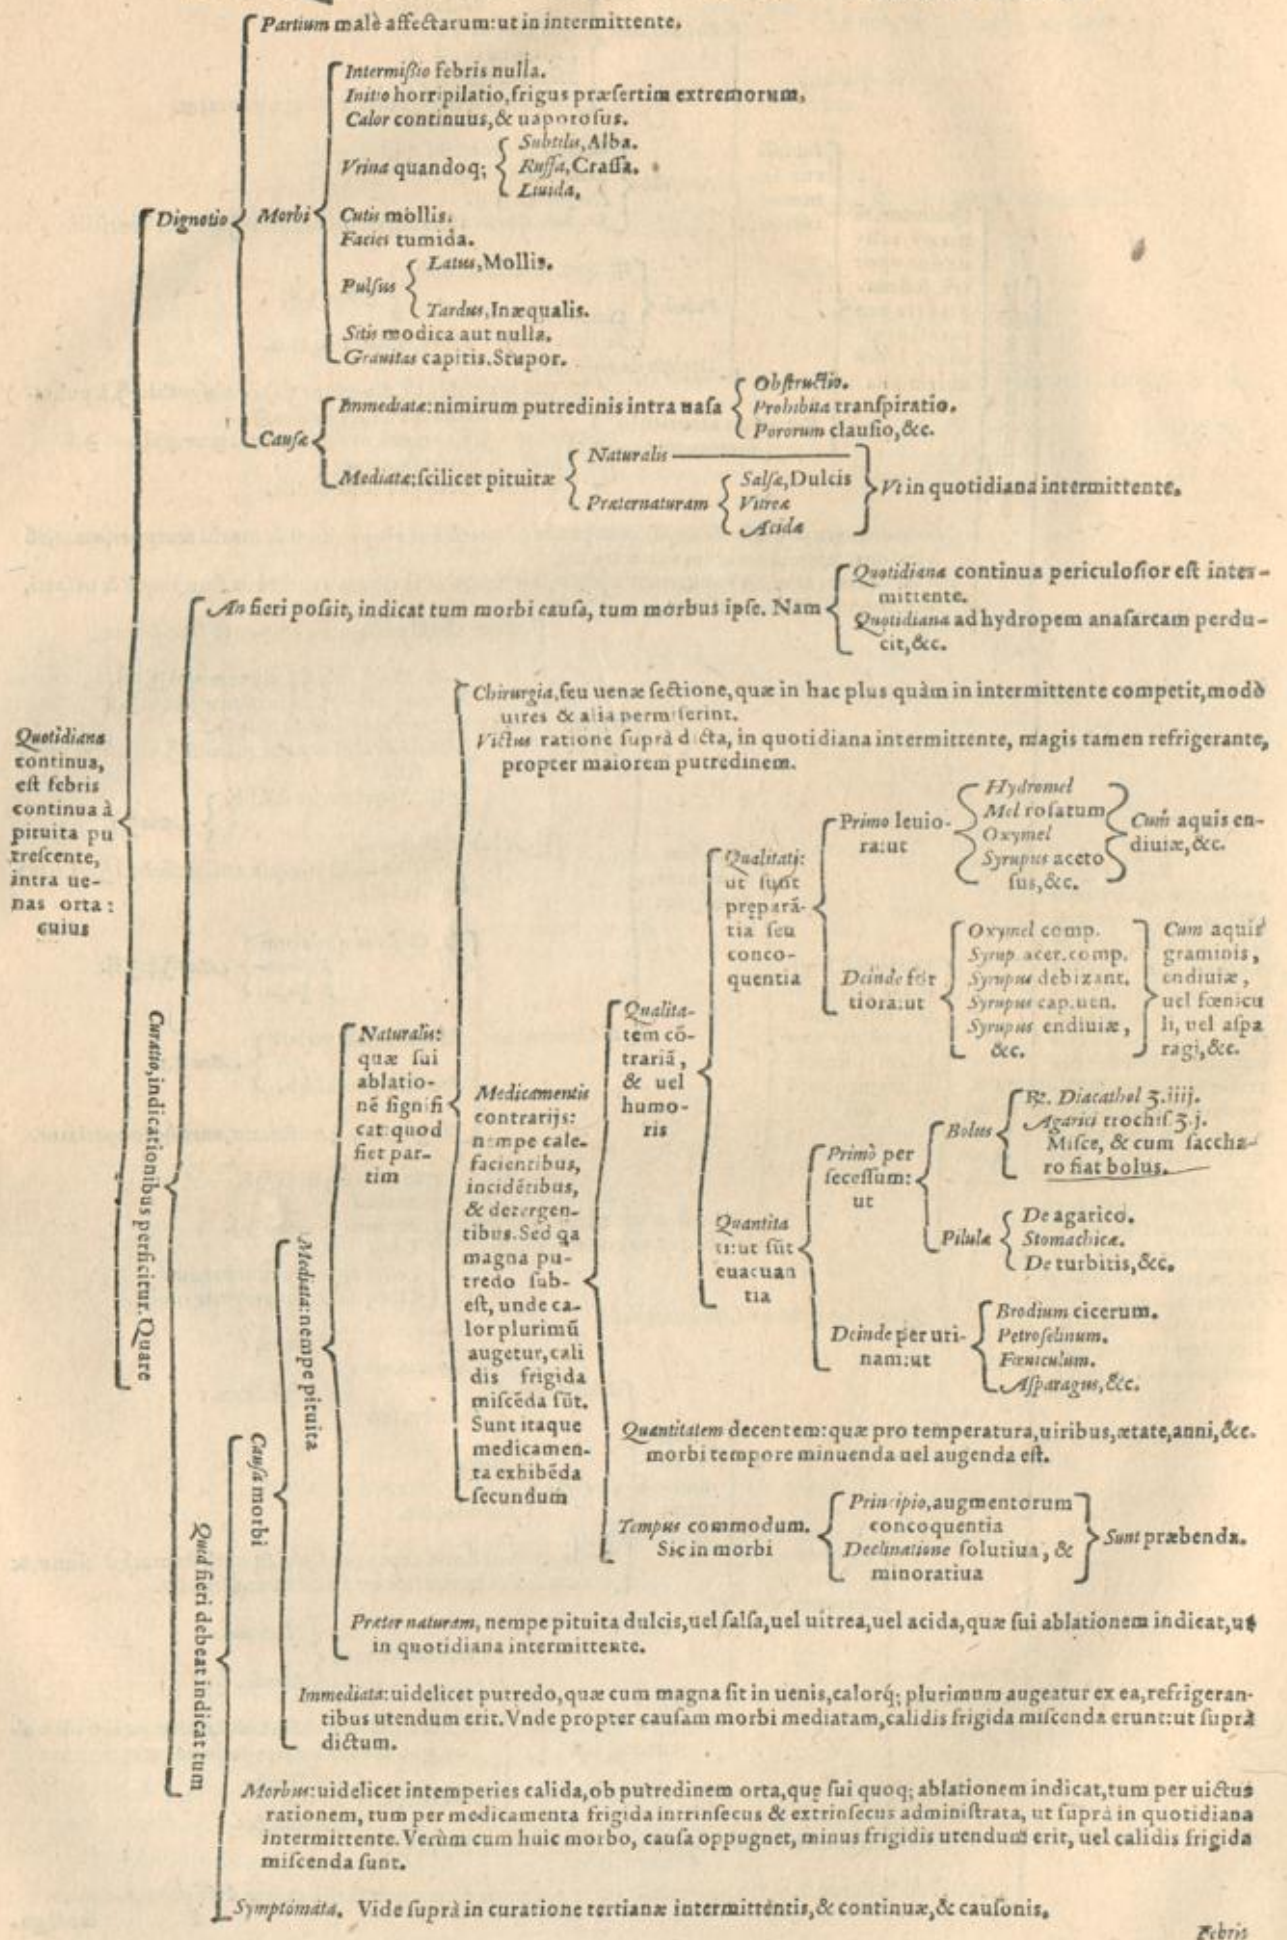 Partium malè affectarum: ut in intermittente.
Intermißio febris nulla.
Initio horripilatio, frigus præsertim extremorum.
Calor continuus, & uaporosus.
Vrina quandoq;
Subtilis, Alba.
Ruffa, Crassa.
Liuida.
Dignotio
Morbi
Cutis mollis.
Facies tumida.
Pulsus
Latus, Mollis.
Tardus, Inæqualis.
Sitis modica aut nulla.
Grauitas capitis. Stupor.
Causæ
Immediatæ: nimirum putredinis intra uasa
Obstructio.
Prohibita transpiratio.
Pororum clausio, &c.
Mediatæ: scilicet pituitæ
Naturalis
Præternaturam
Salsæ, Dulcis
Vitreæ
Acidæ
Vt in quotidiana intermittente.
Quotidiana
continua,
est febris
continua à
pituita pu
trescente,
intra ue-
nas orta:
cuius
Curatio, indicationibus perficitur. Quare
An fieri possit, indicat tum morbi causa, tum morbus ipse. Nam
Quotidiana continua periculosior est inter-
mittente.
Quotidiana ad hydropem anasarcam perdu-
cit, &c.
Quid fieri debeat indicat tum
Causa morbi
Mediata: nempe pituita
Naturalis:
quæ sui
ablatio-
nē signifi
cat: quod
fiet par-
tim
Chirurgia, seu uenæ sectione, quæ in hac plus quàm in intermittente competit, modò
uires & alia permiserint.
Victus ratione suprà dicta, in quotidiana intermittente, magis tamen refrigerante,
propter maiorem putredinem.
Medicamentis
contrarijs:
nempe cale-
facientibus,
incidētibus,
& detergen-
tibus. Sed qa
magna pu-
tredo sub-
est, unde ca-
lor plurimū
augetur, cali
dis frigida
miscēda sūt.
Sunt itaque
medicamen-
ta exhibēda
secundum
Qualita-
tem cō-
trariā,
& uel
humo-
ris
Qualitati:
ut sunt
preparā-
tia seu
conco-
quentia
Primo leuio-
ra: ut
Hydromel
Mel rosatum
Oxymel
Syrupus aceto
sus, &c.
Cum aquis en-
diuiæ, &c.
Deinde for
tiora: ut
Oxymel comp.
Syrup. acet. comp.
Syrupus debizant.
Syrupus cap. uen.
Syrupus endiuiæ,
&c.
Cum aquis
graminis,
endiuiæ,
uel fœnicu
li, uel aspa
ragi, &c.
Quantita
ti: ut sūt
euacuan
tia
Primò per
secessum:
ut
Bolus
℞. Diacathol ʒ.iiij.
Agarici trochis. ʒ.j.
Misce, & cum saccha-
ro fiat bolus.
Pilulæ
De agarico.
Stomachicæ.
De turbitis, &c.
Deinde per uri-
nam: ut
Brodium cicerum.
Petroselinum.
Fœniculum.
Asparagus, &c.
Quantitatem decentem: quæ pro temperatura, uiribus, ætate, anni, &c.
morbi tempore minuenda uel augenda est.
Tempus commodum.
Sic in morbi
Principio, augmentorum
concoquentia
Declinatione solutiua, &
minoratiua
Sunt præbenda.
Præter naturam, nempe pituita dulcis, uel salsa, uel uitrea, uel acida, quæ sui ablationem indicat, ut
in quotidiana intermittente.
Immediata: uidelicet putredo, quæ cum magna sit in uenis, calorq́; plurimum augeatur ex ea, refrigeran-
tibus utendum erit. Vnde propter causam morbi mediatam, calidis frigida miscenda erunt: ut suprà
dictum.
Morbus: uidelicet intemperies calida, ob putredinem orta, quę sui quoq; ablationem indicat, tum per uictus
rationem, tum per medicamenta frigida intrinsecus & extrinsecus administrata, ut suprà in quotidiana
intermittente. Verùm cum huic morbo, causa oppugnet, minus frigidis utendum erit, uel calidis frigida
miscenda sunt.
Symptomata. Vide suprà in curatione tertianæ intermittentis, & continuæ, & causonis.
Febris